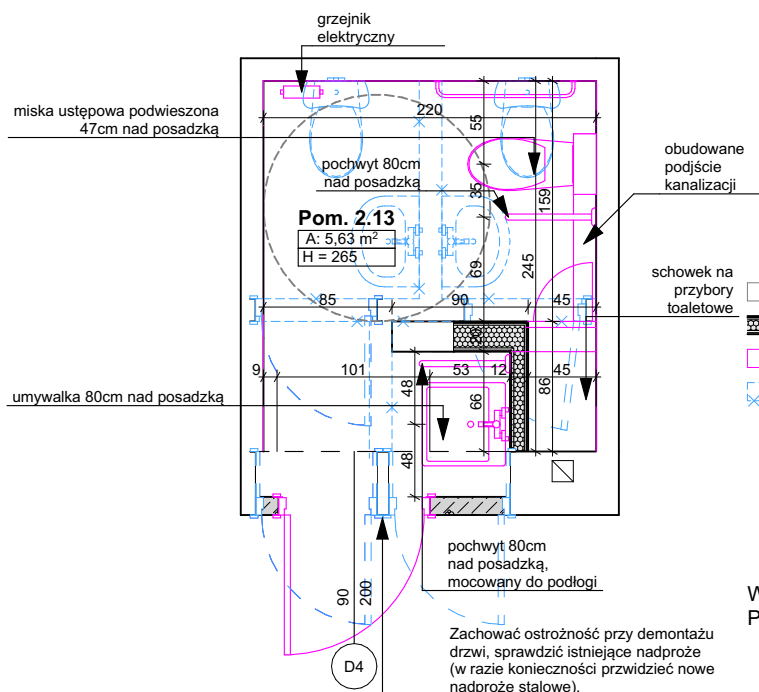 grzejnik
elektryczny
miska ustępowa podwieszona
47cm nad posadzką
220
55
pochwyt 80cm
nad posadzką
35
159
obudowane
podjście
kanalizacji
Pom. 2.13
A: 5,63 m²
H = 265
69
245
schowek na
przybory
toaletowe
85
90
45
20
9
101
53
12
45
48
66
86
umywalka 80cm nad posadzką
48
pochwyt 80cm
nad posadzką,
mocowany do podłogi
90
200
W
P
D4
Zachować ostrożność przy demontażu
drzwi, sprawdzić istniejące nadproże
(w razie konieczności przwidzieć nowe
nadproże stalowe).